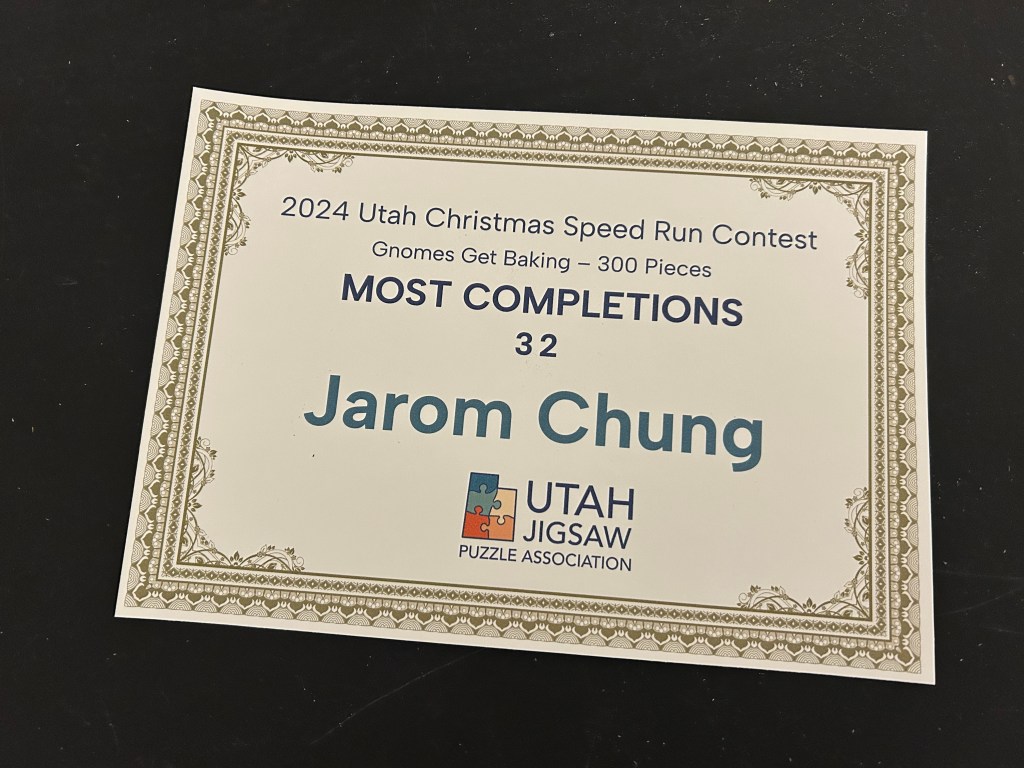 2024 Utah Christmas Speed Run Contest
Gnomes Get Baking – 300 Pieces
MOST COMPLETIONS
32
Jarom Chung
UTAH
JIGSAW
PUZZLE ASSOCIATION